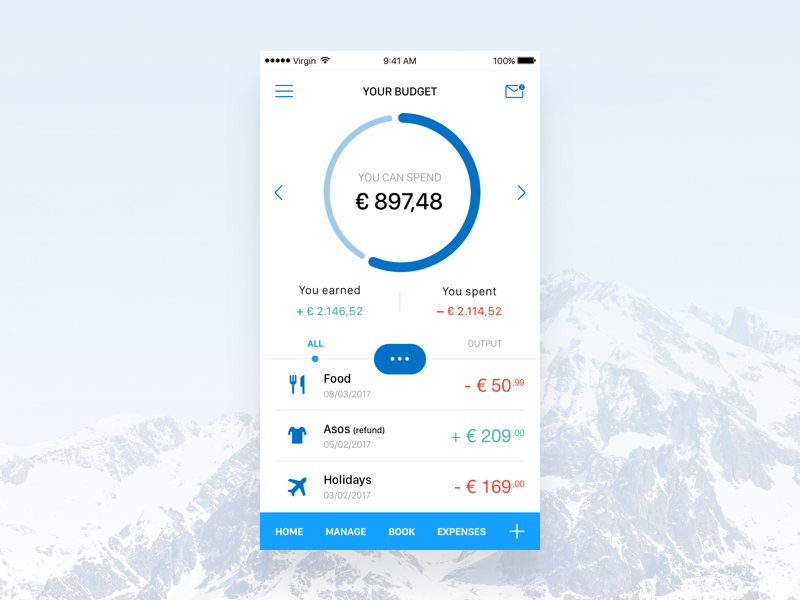 Virgin 9:41 AM 100%
YOUR BUDGET
YOU CAN SPEND
€ 897,48
You earned You spent
+ € 2.146,52 – € 2.114,52
ALL OUTPUT
Food - € 50,99
08/03/2017
Asos (refund) + € 209,00
05/02/2017
Holidays - € 169,00
03/02/2017
HOME MANAGE BOOK EXPENSES